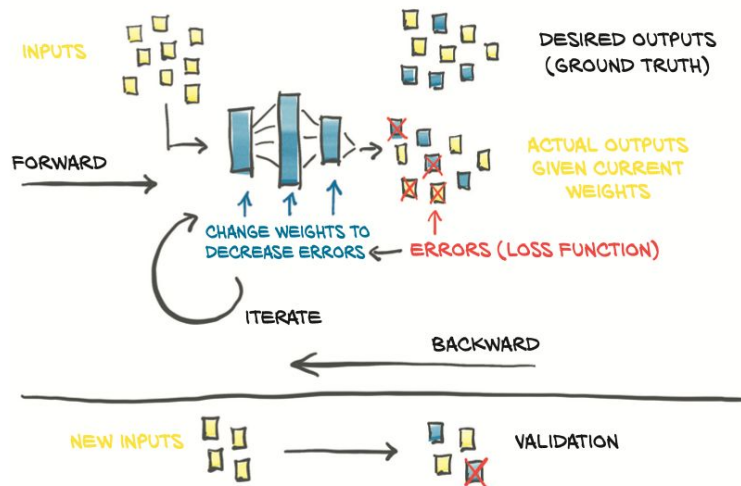 INPUTS
DESIRED OUTPUTS
(GROUND TRUTH)
FORWARD
ACTUAL OUTPUTS
GIVEN CURRENT
WEIGHTS
CHANGE WEIGHTS TO
DECREASE ERRORS
ERRORS (LOSS FUNCTION)
ITERATE
BACKWARD
NEW INPUTS
VALIDATION